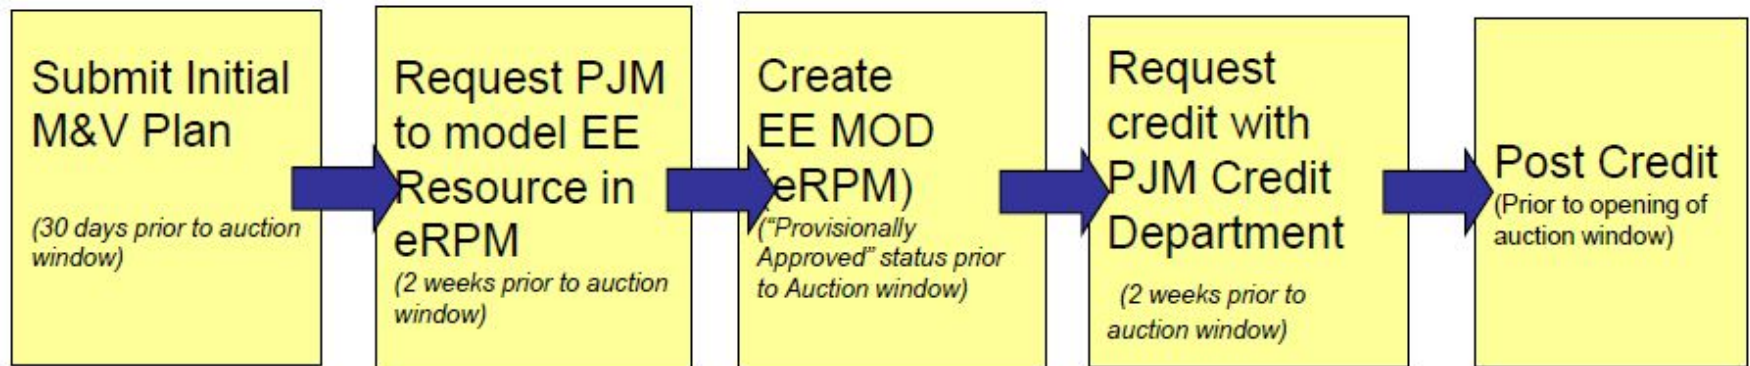 Submit Initial
M&V Plan
(30 days prior to auction
window)
Request PJM
to model EE
Resource in
eRPM
(2 weeks prior to auction
window)
Create
EE MOD
(eRPM)
("Provisionally
Approved" status prior
to Auction window)
Request
credit with
PJM Credit
Department
(2 weeks prior to
auction window)
Post Credit
(Prior to opening of
auction window)